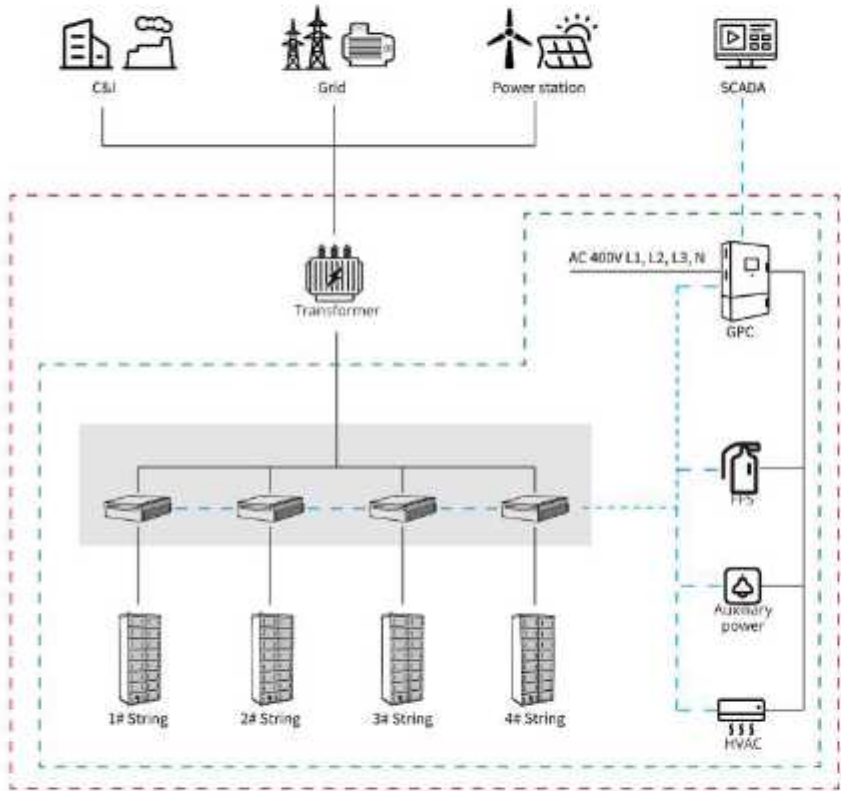 C&I
Grid
Power station
SCADA
AC 400V L1, L2, L3, N
Transformer
GPC
FFS
Auxiliary
power
1# String
2# String
3# String
4# String
HVAC